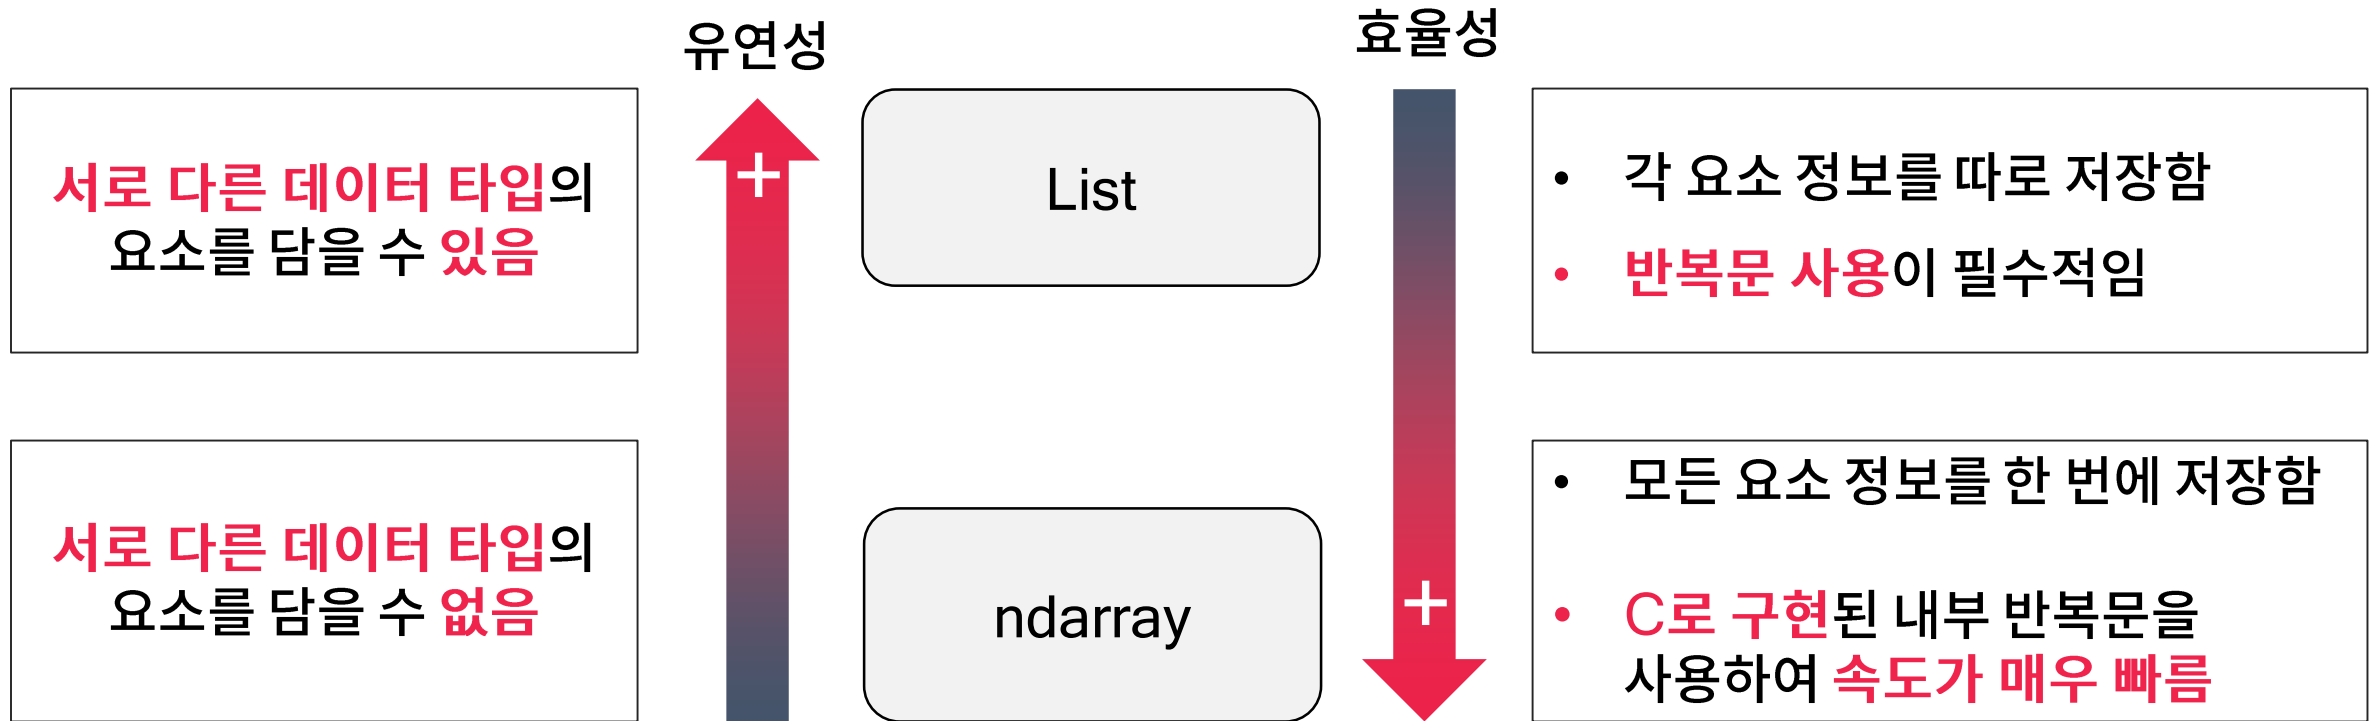 유연성
효율성
서로 다른 데이터 타입의
요소를 담을 수 있음
+
List
• 각 요소 정보를 따로 저장함
• 반복문 사용이 필수적임
서로 다른 데이터 타입의
요소를 담을 수 없음
ndarray
+
• 모든 요소 정보를 한 번에 저장함
• C로 구현된 내부 반복문을
사용하여 속도가 매우 빠름